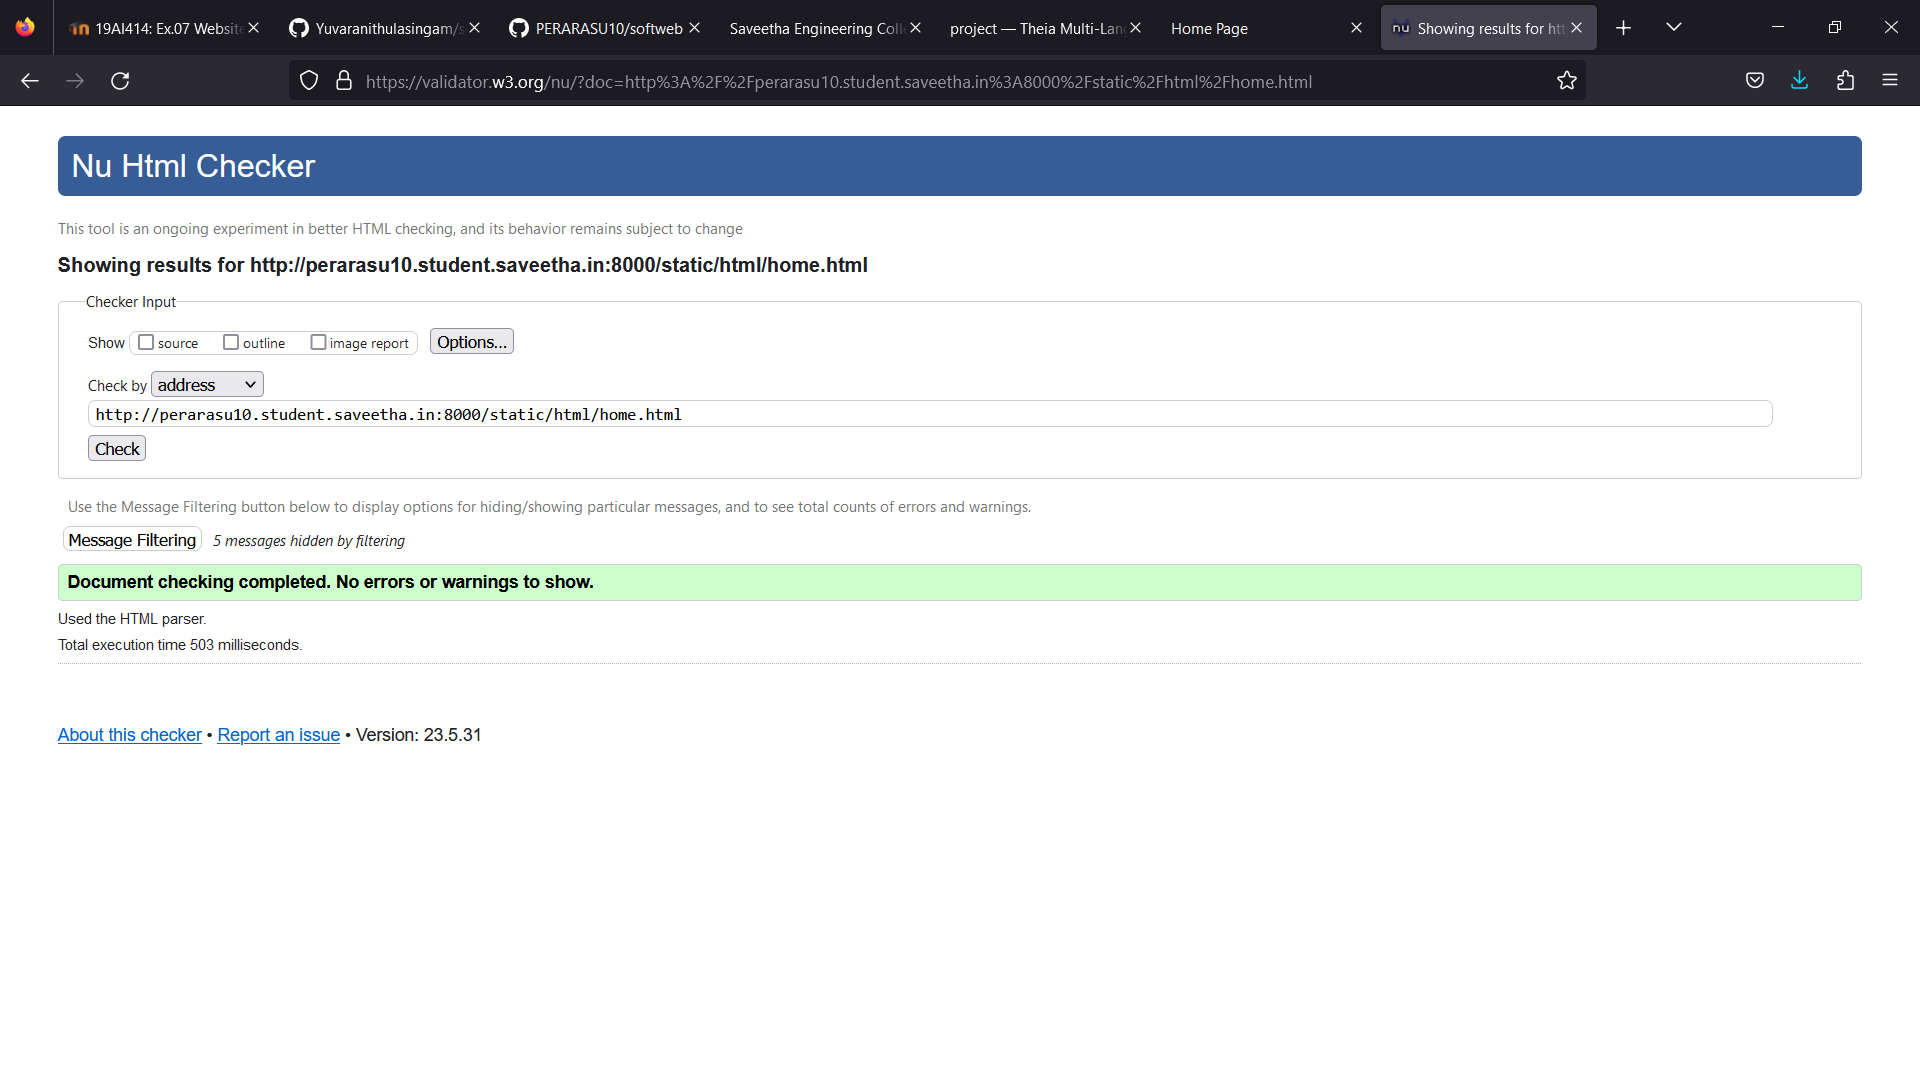 19AI414: Ex.07 Website
Yuvaranithulasingam/s
PERARASU10/softweb
Saveetha Engineering Colle
project — Theia Multi-Lang
Home Page
nu Showing results for htt
https://validator.w3.org/nu/?doc=http%3A%2F%2Fperarasu10.student.saveetha.in%3A8000%2Fstatic%2Fhtml%2Fhome.html
Nu Html Checker
This tool is an ongoing experiment in better HTML checking, and its behavior remains subject to change
Showing results for http://perarasu10.student.saveetha.in:8000/static/html/home.html
Checker Input
Show source outline image report Options...
Check by address
http://perarasu10.student.saveetha.in:8000/static/html/home.html
Check
Use the Message Filtering button below to display options for hiding/showing particular messages, and to see total counts of errors and warnings.
Message Filtering 5 messages hidden by filtering
Document checking completed. No errors or warnings to show.
Used the HTML parser.
Total execution time 503 milliseconds.
About this checker • Report an issue • Version: 23.5.31